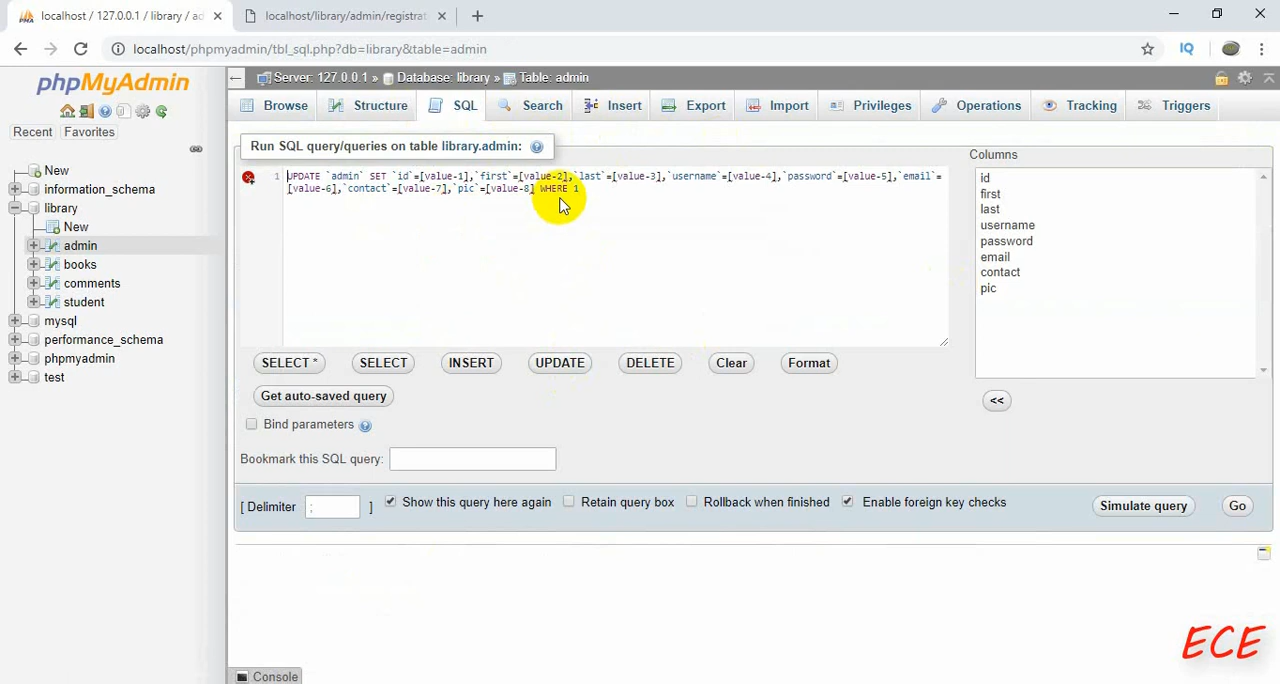 localhost / 127.0.0.1 / library / ad
localhost/library/admin/registrat
localhost/phpmyadmin/tbl_sql.php?db=library&table=admin
IQ
phpMyAdmin
Recent
Favorites
New
information_schema
library
New
admin
books
comments
student
mysql
performance_schema
phpmyadmin
test
Server: 127.0.0.1 » Database: library » Table: admin
Browse Structure SQL Search Insert Export Import Privileges Operations Tracking Triggers
Run SQL query/queries on table library.admin:
1 UPDATE `admin` SET `id`=[value-1],`first`=[value-2],`last`=[value-3],`username`=[value-4],`password`=[value-5],`email`=
[value-6],`contact`=[value-7],`pic`=[value-8] WHERE 1
Columns
id
first
last
username
password
email
contact
pic
<<
SELECT * SELECT INSERT UPDATE DELETE Clear Format
Get auto-saved query
Bind parameters
Bookmark this SQL query:
[ Delimiter ; ] Show this query here again Retain query box Rollback when finished Enable foreign key checks Simulate query Go
Console
ECE